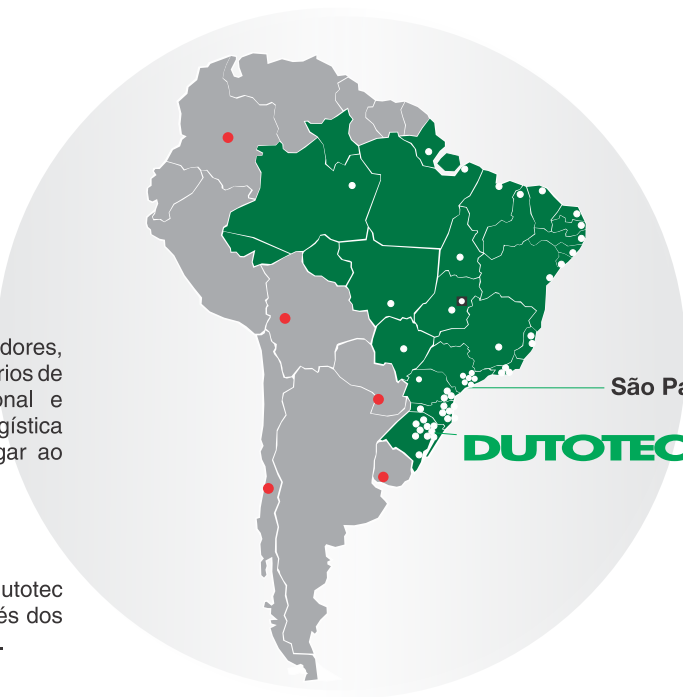 dores,
rios de
onal e
gística
gar ao
São Pa
DUTOTEC
utotec
és dos